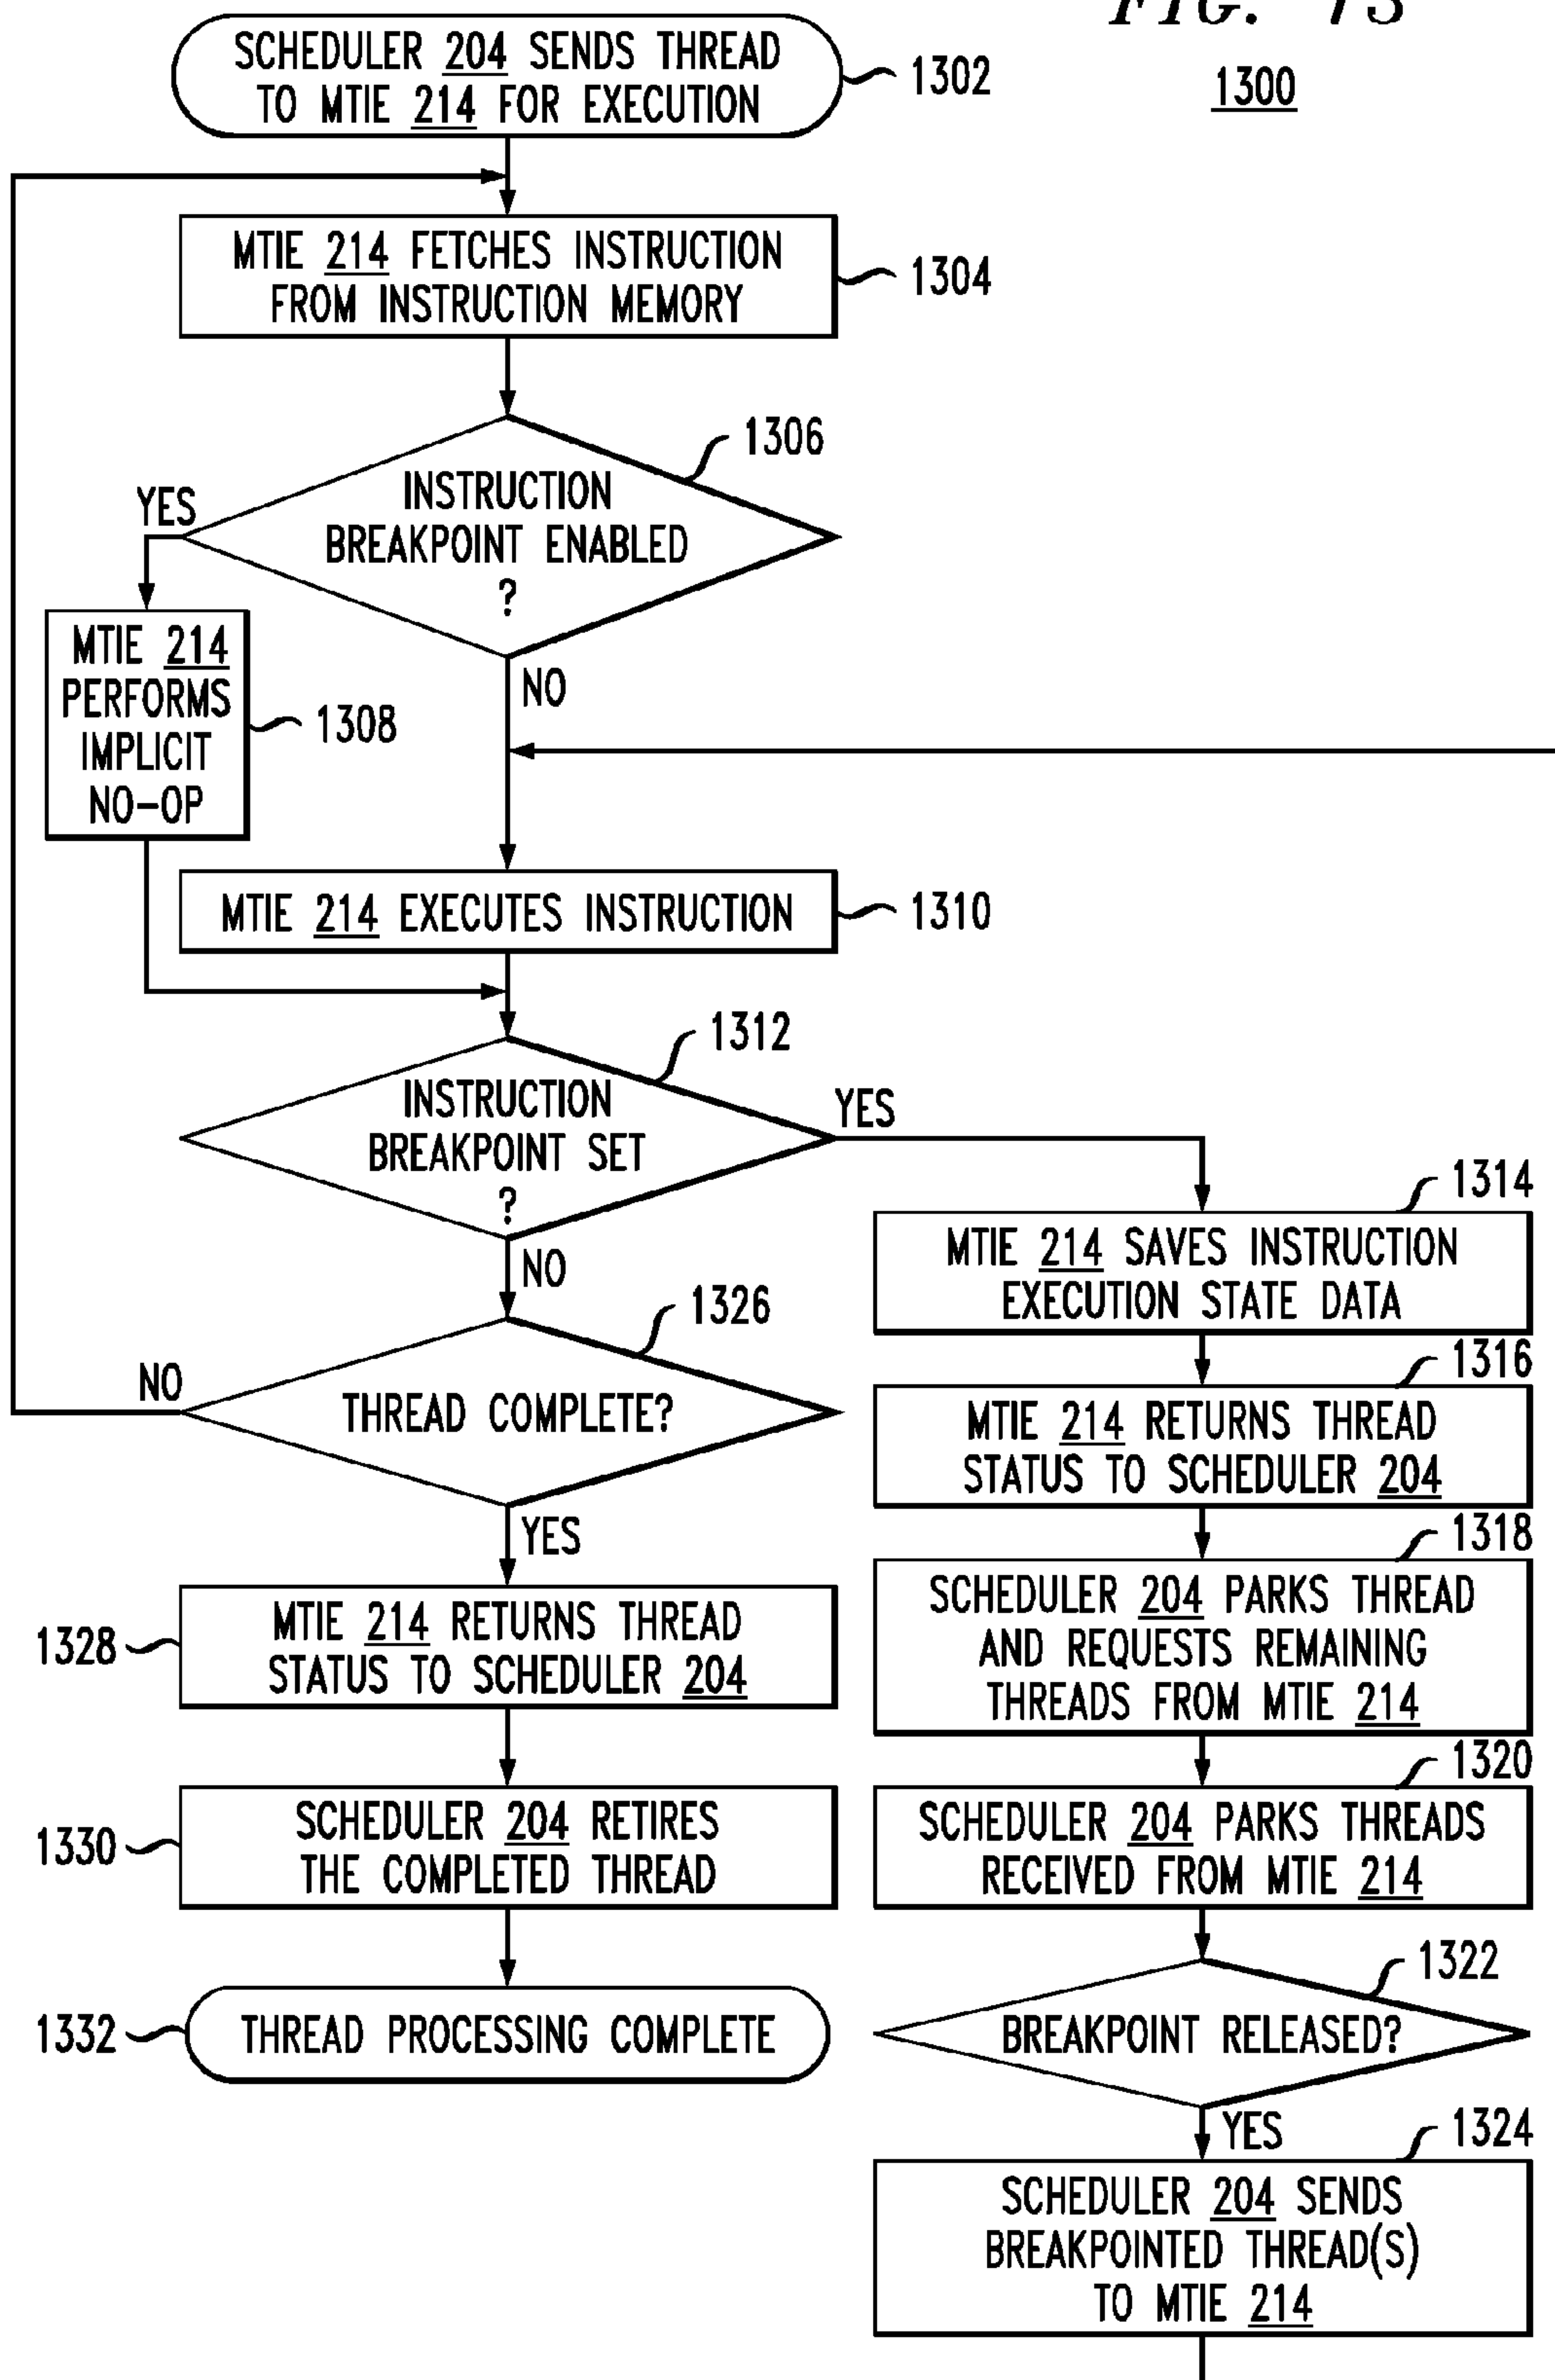 FIG. 13
1300
SCHEDULER 204 SENDS THREAD
TO MTIE 214 FOR EXECUTION
1302
MTIE 214 FETCHES INSTRUCTION
FROM INSTRUCTION MEMORY
1304
1306
INSTRUCTION
BREAKPOINT ENABLED
?
YES
NO
MTIE 214
PERFORMS
IMPLICIT
NO-OP
1308
MTIE 214 EXECUTES INSTRUCTION
1310
1312
INSTRUCTION
BREAKPOINT SET
?
YES
NO
1314
MTIE 214 SAVES INSTRUCTION
EXECUTION STATE DATA
1326
THREAD COMPLETE?
NO
YES
1316
MTIE 214 RETURNS THREAD
STATUS TO SCHEDULER 204
1318
SCHEDULER 204 PARKS THREAD
AND REQUESTS REMAINING
THREADS FROM MTIE 214
1328
MTIE 214 RETURNS THREAD
STATUS TO SCHEDULER 204
1320
SCHEDULER 204 PARKS THREADS
RECEIVED FROM MTIE 214
1330
SCHEDULER 204 RETIRES
THE COMPLETED THREAD
1322
BREAKPOINT RELEASED?
YES
1332
THREAD PROCESSING COMPLETE
1324
SCHEDULER 204 SENDS
BREAKPOINTED THREAD(S)
TO MTIE 214